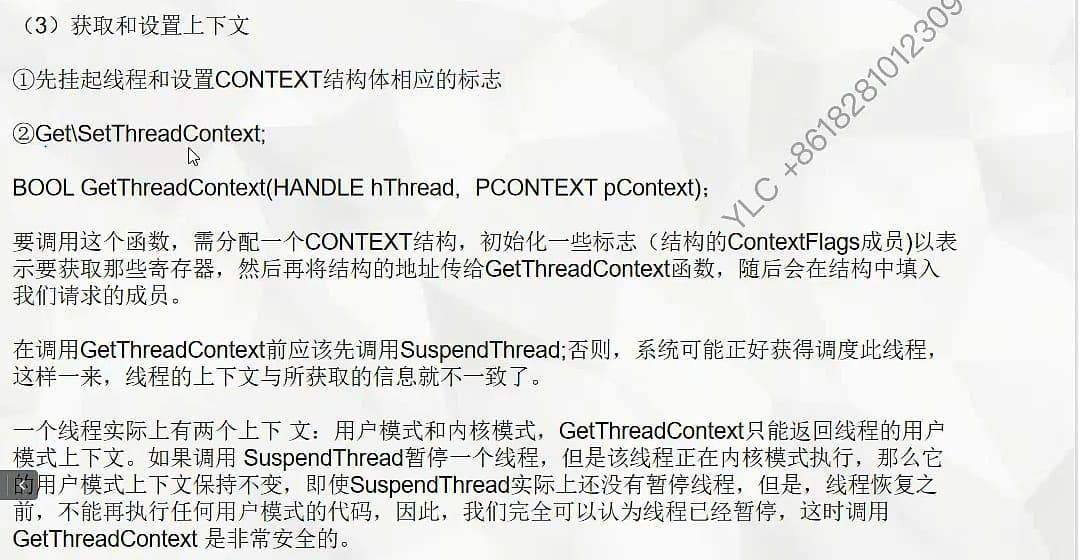 （3）获取和设置上下文
①先挂起线程和设置CONTEXT结构体相应的标志
②Get\SetThreadContext;
BOOL GetThreadContext(HANDLE hThread，PCONTEXT pContext)；
要调用这个函数，需分配一个CONTEXT结构，初始化一些标志（结构的ContextFlags成员)以表
示要获取那些寄存器，然后再将结构的地址传给GetThreadContext函数，随后会在结构中填入
我们请求的成员。
在调用GetThreadContext前应该先调用SuspendThread;否则，系统可能正好获得调度此线程，
这样一来，线程的上下文与所获取的信息就不一致了。
一个线程实际上有两个上下 文：用户模式和内核模式，GetThreadContext只能返回线程的用户
模式上下文。如果调用 SuspendThread暂停一个线程，但是该线程正在内核模式执行，那么它
的用户模式上下文保持不变，即使SuspendThread实际上还没有暂停线程，但是，线程恢复之
前，不能再执行任何用户模式的代码，因此，我们完全可以认为线程已经暂停，这时调用
GetThreadContext 是非常安全的。
YLC +8618281012309